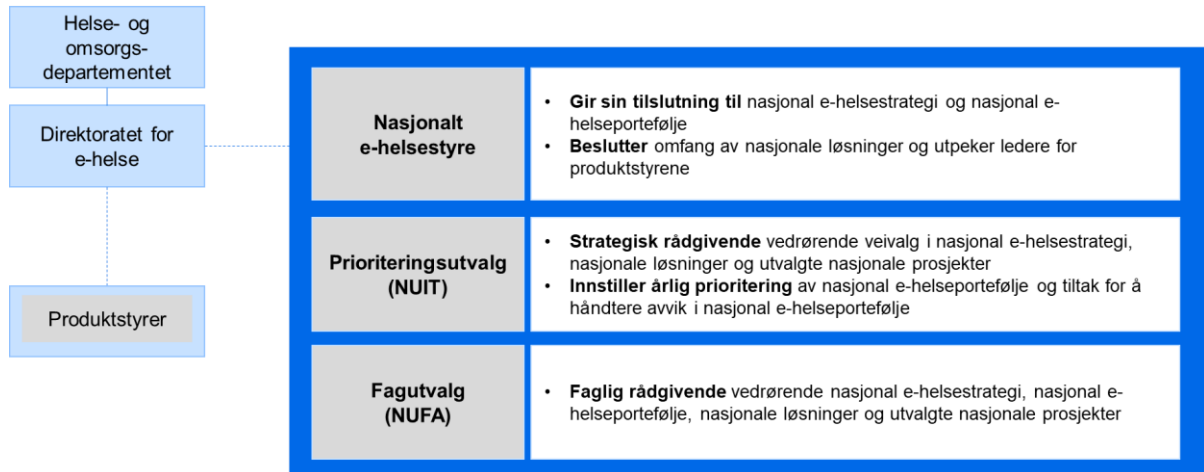 Helse- og
omsorgs-
departementet
Direktoratet for
e-helse
Produktstyrer
Nasjonalt
e-helsestyre
• Gir sin tilslutning til nasjonal e-helsestrategi og nasjonal e-
helseportefølje
• Beslutter omfang av nasjonale løsninger og utpeker ledere for
produktstyrene
Prioriteringsutvalg
(NUIT)
• Strategisk rådgivende vedrørende veivalg i nasjonal e-helsestrategi,
nasjonale løsninger og utvalgte nasjonale prosjekter
• Innstiller årlig prioritering av nasjonal e-helseportefølje og tiltak for å
håndtere avvik i nasjonal e-helseportefølje
Fagutvalg
(NUFA)
• Faglig rådgivende vedrørende nasjonal e-helsestrategi, nasjonal e-
helseportefølje, nasjonale løsninger og utvalgte nasjonale prosjekter